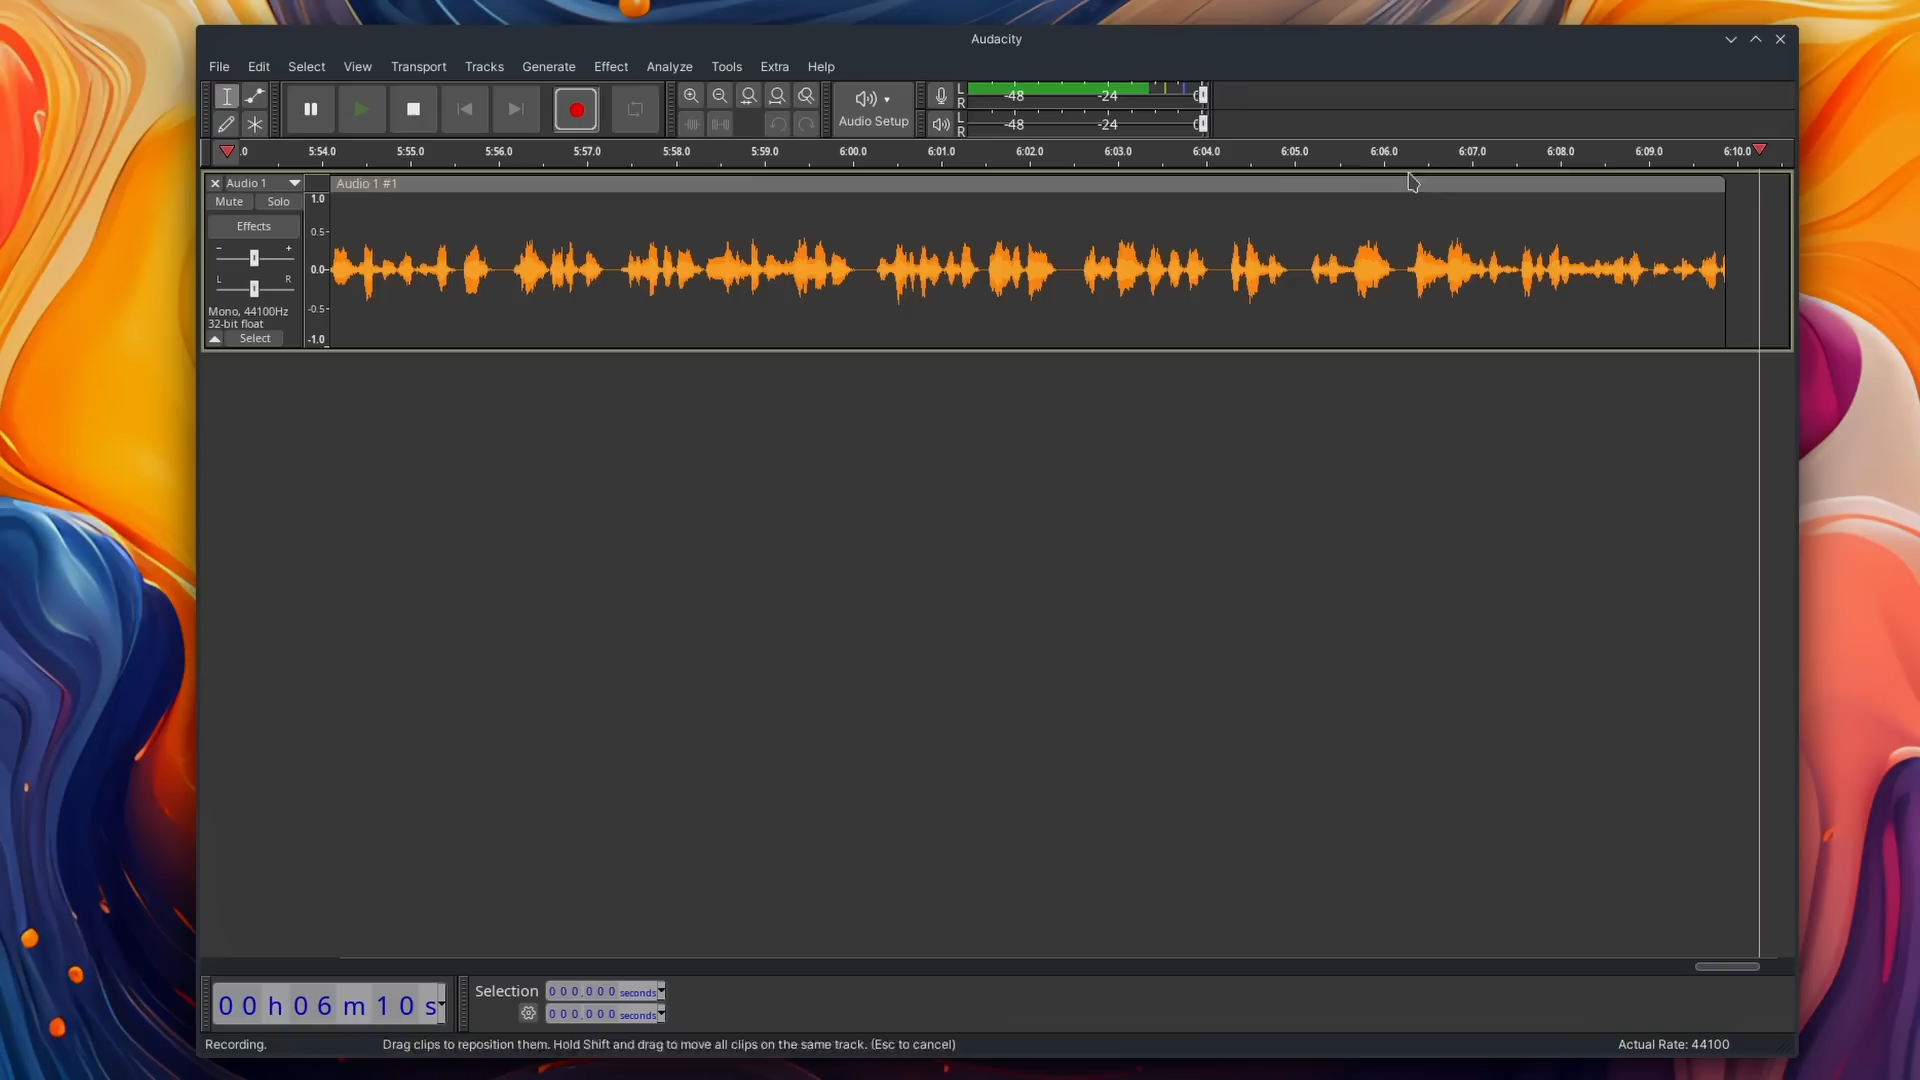 Audacity
File Edit Select View Transport Tracks Generate Effect Analyze Tools Extra Help
Audio Setup
L
R
-48 -24 0
L
R
-48 -24 0
.0 5:54.0 5:55.0 5:56.0 5:57.0 5:58.0 5:59.0 6:00.0 6:01.0 6:02.0 6:03.0 6:04.0 6:05.0 6:06.0 6:07.0 6:08.0 6:09.0 6:10.0
Audio 1
Audio 1 #1
Mute Solo
Effects
- +
L R
Mono, 44100Hz
32-bit float
Select
1.0
0.5-
0.0-
-0.5-
-1.0
00h06m10s
Selection
000,000 seconds
000,000 seconds
Recording.
Drag clips to reposition them. Hold Shift and drag to move all clips on the same track. (Esc to cancel)
Actual Rate: 44100